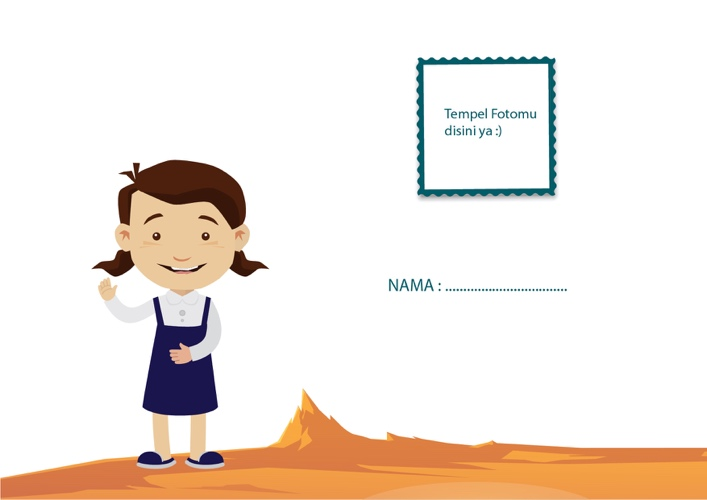 Tempel Fotomu
disini ya :)
NAMA : ..................................